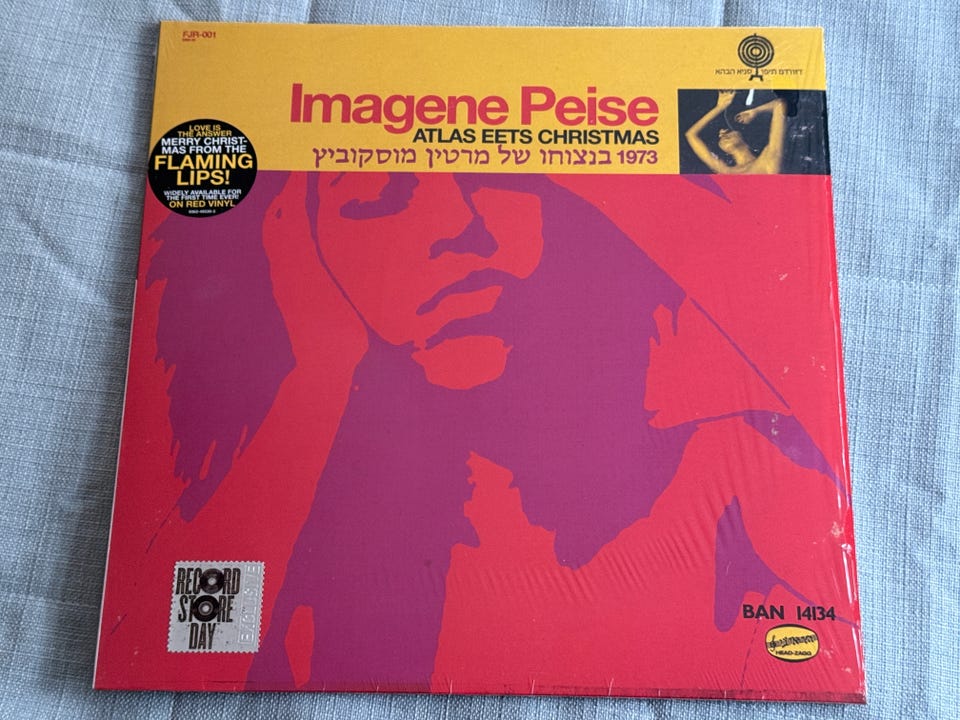 FJR-001
Imagene Peise
ATLAS EETS CHRISTMAS
1973 בנצוחו של מרטין מוסקוביץ
LOVE IS
THE ANSWER
MERRY CHRIST-
MAS FROM THE
FLAMING
LIPS!
WIDELY AVAILABLE FOR
THE FIRST TIME EVER!
ON RED VINYL
RECORD
STORE
DAY
BAN 14134
HEAD-ZAGG